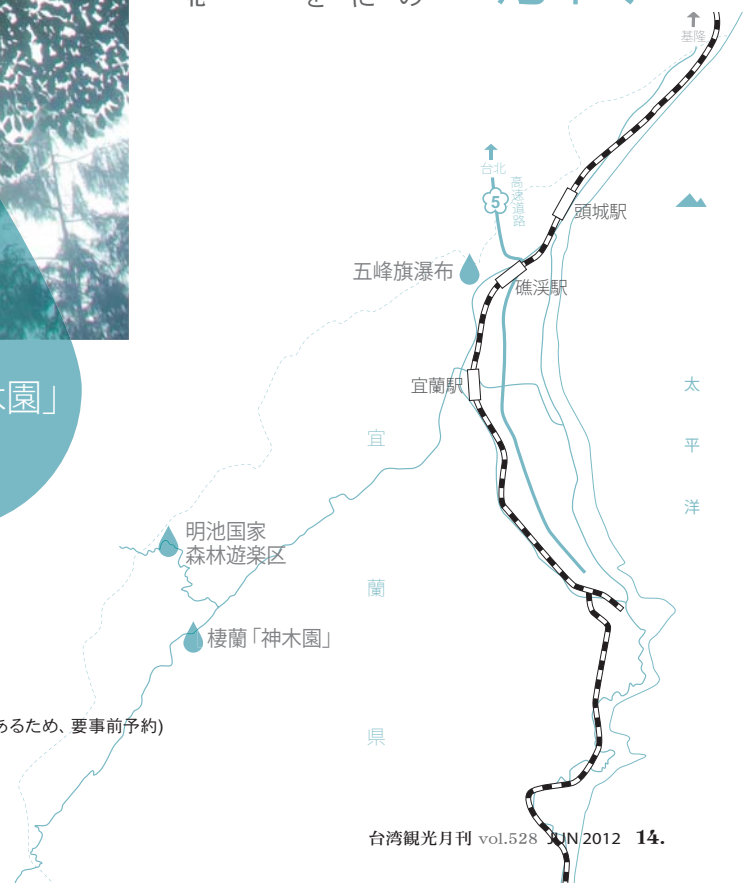 基隆
台北
高速道路
5
頭城駅
五峰旗瀑布
礁渓駅
宜蘭駅
太平洋
宜蘭県
明池国家
森林遊楽区
棲蘭「神木園」
木園」
あるため、要事前予約)
台湾観光月刊 vol.528 JUN 2012 14.